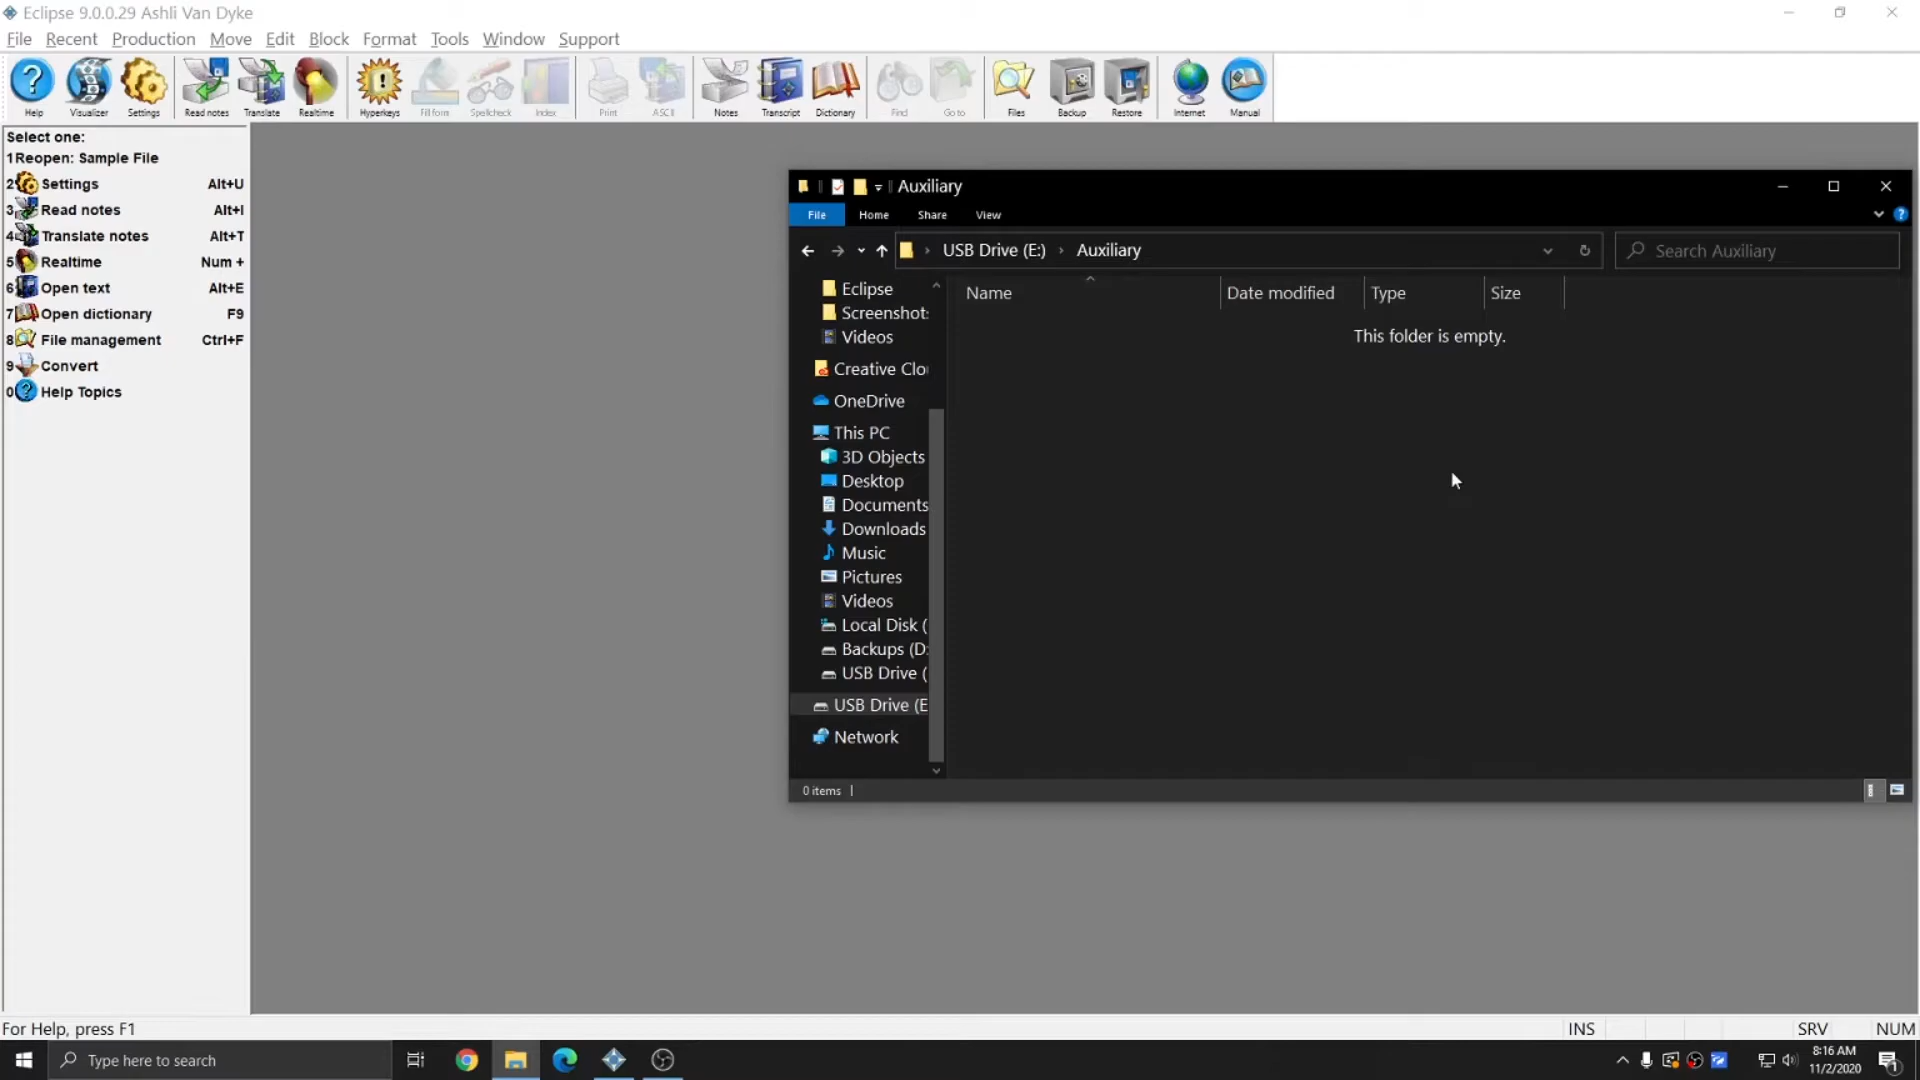 Eclipse 9.0.0.29 Ashli Van Dyke
File Recent Production Move Edit Block Format Tools Window Support
Help Visualizer Settings Read notes Translate Realtime Hyperkeys Fill form Spellcheck Index Print ASCII Notes Transcript Dictionary Find Go to Files Backup Restore Internet Manual
Select one:
1 Reopen: Sample File
2 Settings Alt+U
3 Read notes Alt+I
4 Translate notes Alt+T
5 Realtime Num +
6 Open text Alt+E
7 Open dictionary F9
8 File management Ctrl+F
9 Convert
0 Help Topics
Auxiliary
File Home Share View
USB Drive (E:) Auxiliary
Search Auxiliary
Name Date modified Type Size
This folder is empty.
Eclipse
Screenshots
Videos
Creative Clo
OneDrive
This PC
3D Objects
Desktop
Documents
Downloads
Music
Pictures
Videos
Local Disk (
Backups (D:
USB Drive (
USB Drive (E
Network
0 items
For Help, press F1
INS SRV NUM
Type here to search
8:16 AM
11/2/2020
1